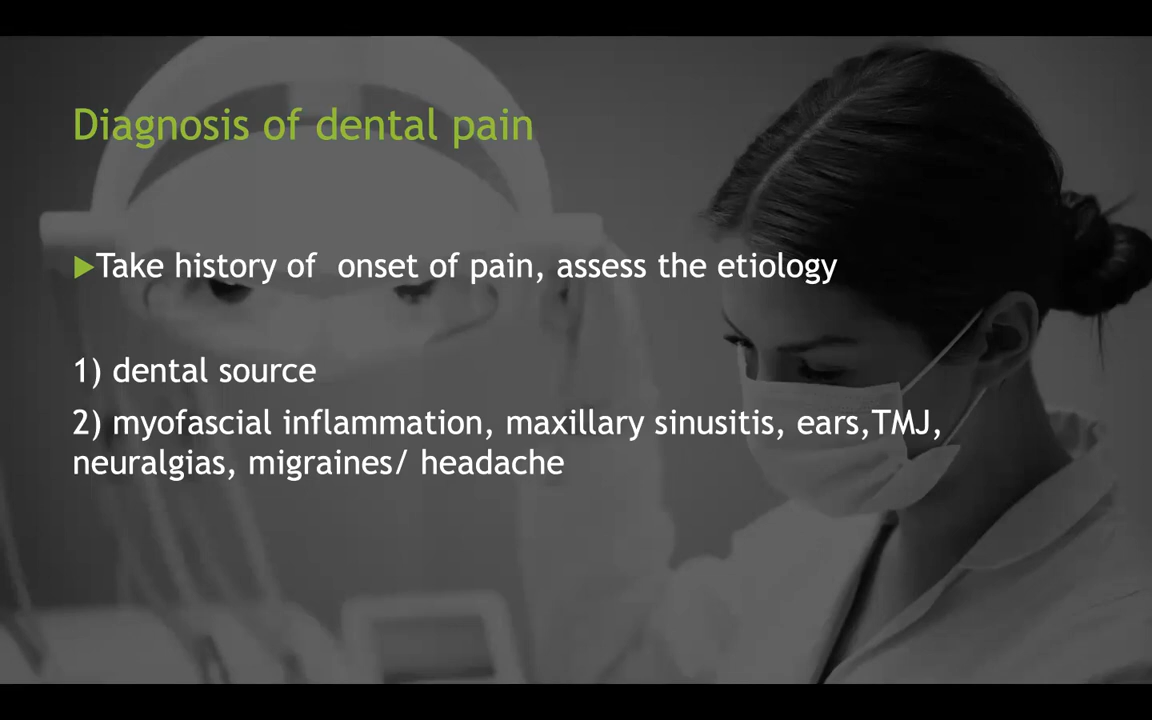 Diagnosis of dental pain
Take history of  onset of pain, assess the etiology
1) dental source
2) myofascial inflammation, maxillary sinusitis, ears,TMJ,
neuralgias, migraines/ headache